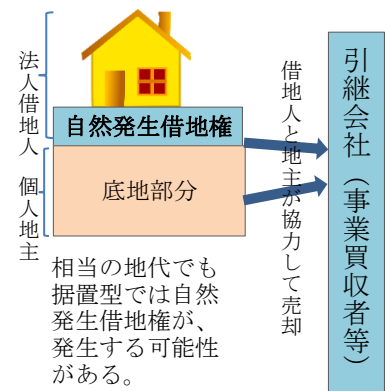 法人借地人
個人地主
自然発生借地権
底地部分
借地人と地主が協力して売却
引継会社（事業買収者等）
相当の地代でも
据置型では自然
発生借地権が、
発生する可能性
がある。